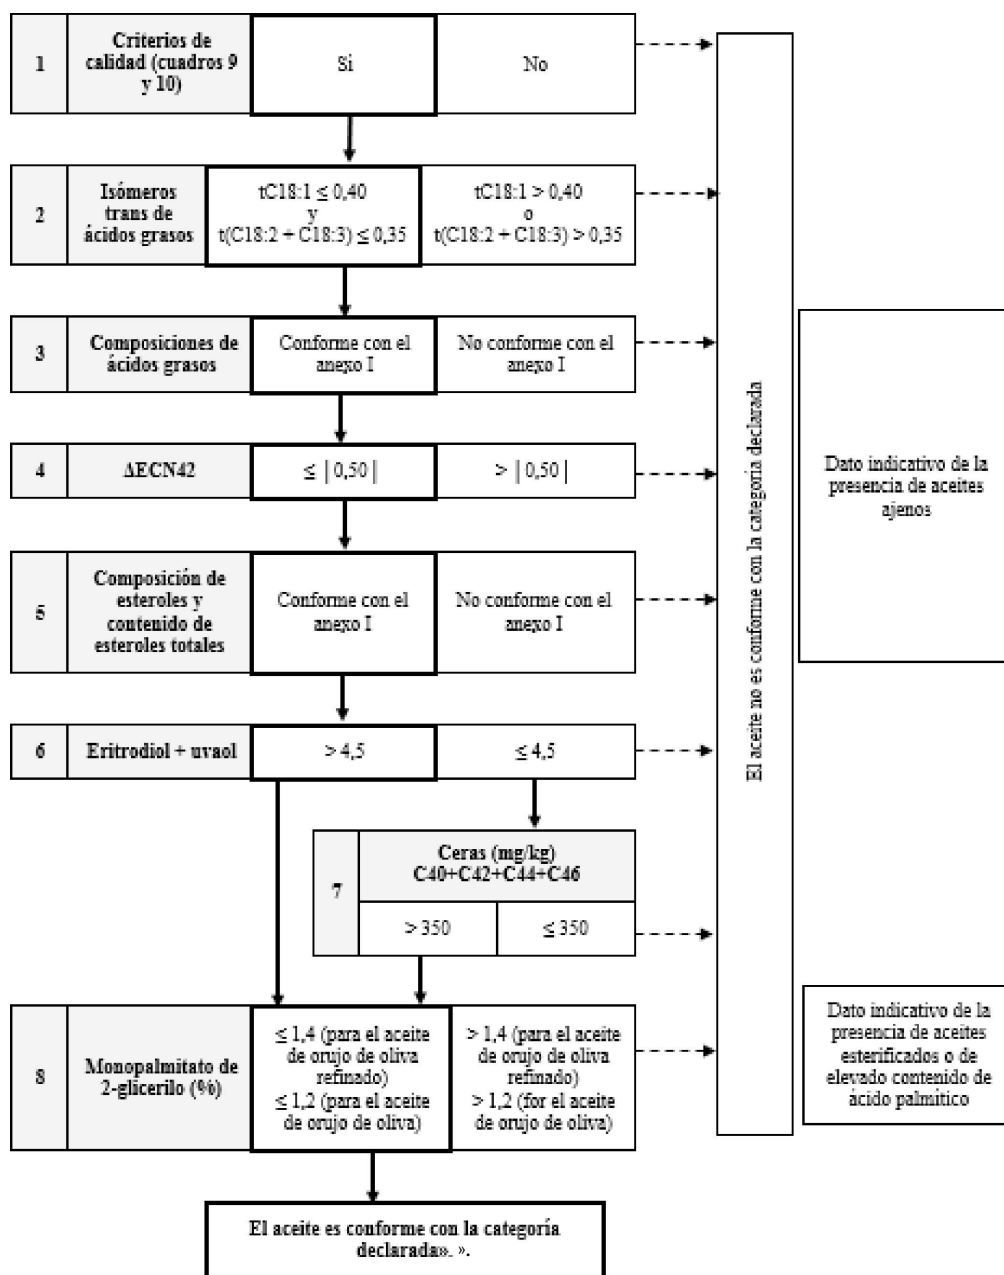 1
Criterios de
calidad (cuadros 9
y 10)
Si
No
2
Isómeros
trans de
ácidos grasos
tC18:1 ≤ 0,40
y
t(C18:2 + C18:3) ≤ 0,35
tC18:1 > 0,40
o
t(C18:2 + C18:3) > 0,35
3
Composiciones de
ácidos grasos
Conforme con el
anexo I
No conforme con el
anexo I
4
ΔECN42
≤ | 0,50 |
> | 0,50 |
5
Composición de
esteroles y
contenido de
esteroles totales
Conforme con el
anexo I
No conforme con el
anexo I
6
Eritrodiol + uvaol
> 4,5
≤ 4,5
7
Ceras (mg/kg)
C40+C42+C44+C46
> 350
≤ 350
8
Monopalmitato de
2-glicerilo (%)
≤ 1,4 (para el aceite
de orujo de oliva
refinado)
≤ 1,2 (para el aceite
de orujo de oliva)
> 1,4 (para el aceite
de orujo de oliva
refinado)
> 1,2 (for el aceite
de orujo de oliva)
El aceite es conforme con la categoría
declarada». ».
El aceite no es conforme con la categoría declarada
Dato indicativo de la
presencia de aceites
ajenos
Dato indicativo de la
presencia de aceites
esterificados o de
elevado contenido de
ácido palmítico